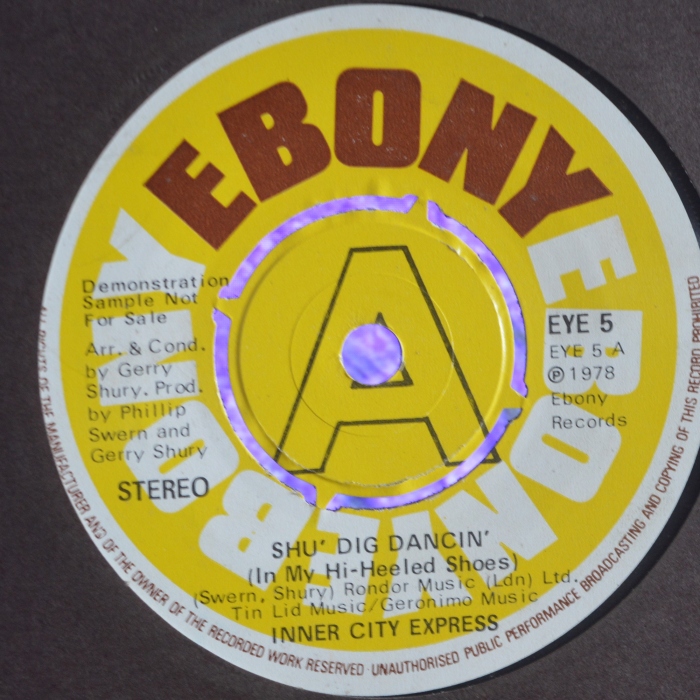 EBONY
EBONY
EBONY
A
Demonstration
Sample Not
For Sale
Arr. & Cond.
by Gerry
Shury. Prod.
by Phillip
Swern and
Gerry Shury
STEREO
EYE 5
EYE 5 A
℗ 1978
Ebony
Records
SHU' DIG DANCIN'
(In My Hi-Heeled Shoes)
(Swern, Shury) Rondor Music (Ldn) Ltd.
Tin Lid Music/Geronimo Music
INNER CITY EXPRESS
ALL RIGHTS OF THE MANUFACTURER AND OF THE OWNER OF THE RECORDED WORK RESERVED · UNAUTHORISED PUBLIC PERFORMANCE BROADCASTING AND COPYING OF THIS RECORD PROHIBITED